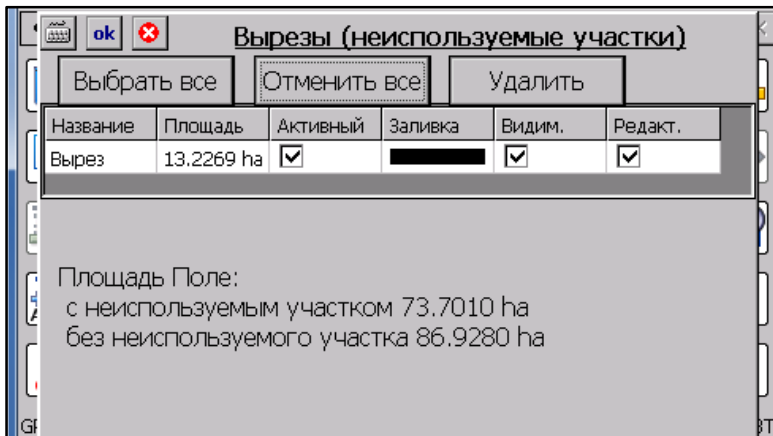 ok Вырезы (неиспользуемые участки)
Выбрать все Отменить все Удалить
Название Площадь Активный Заливка Видим. Редакт.
Вырез 13.2269 ha
Площадь Поле:
с неиспользуемым участком 73.7010 ha
без неиспользуемого участка 86.9280 ha